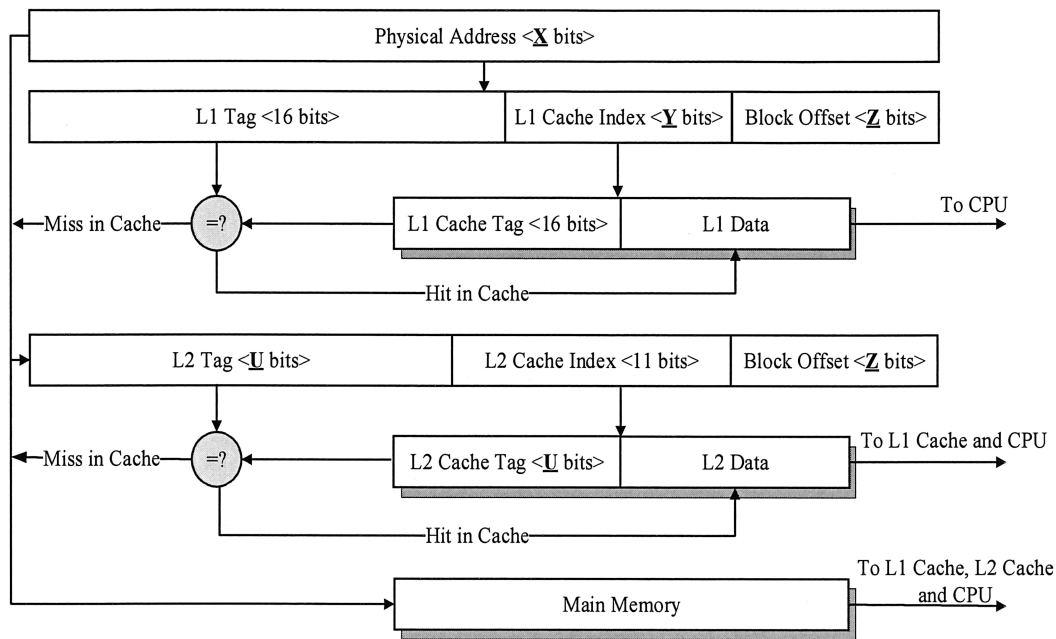 Physical Address <X bits>
L1 Tag <16 bits>
L1 Cache Index <Y bits>
Block Offset <Z bits>
Miss in Cache
=?
L1 Cache Tag <16 bits>
L1 Data
To CPU
Hit in Cache
L2 Tag <U bits>
L2 Cache Index <11 bits>
Block Offset <Z bits>
Miss in Cache
=?
L2 Cache Tag <U bits>
L2 Data
To L1 Cache and CPU
Hit in Cache
Main Memory
To L1 Cache, L2 Cache
and CPU